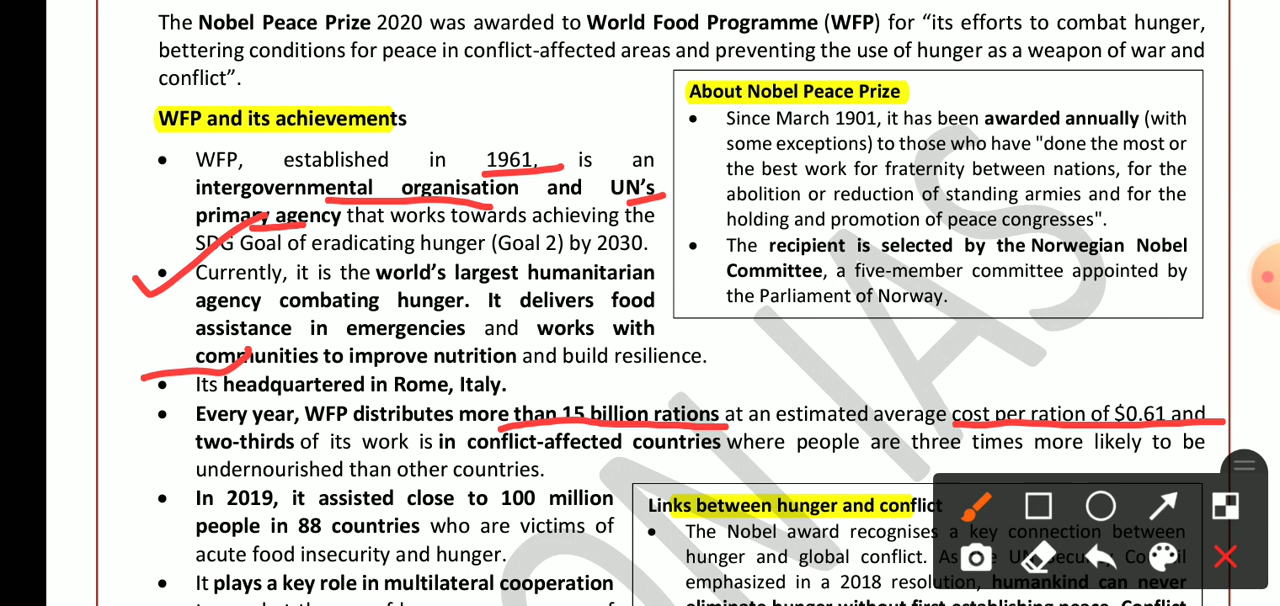 The Nobel Peace Prize 2020 was awarded to World Food Programme (WFP) for “its efforts to combat hunger,
bettering conditions for peace in conflict-affected areas and preventing the use of hunger as a weapon of war and
conflict”.
WFP and its achievements
• WFP, established in 1961, is an
intergovernmental organisation and UN’s
primary agency that works towards achieving the
SDG Goal of eradicating hunger (Goal 2) by 2030.
• Currently, it is the world’s largest humanitarian
agency combating hunger. It delivers food
assistance in emergencies and works with
communities to improve nutrition and build resilience.
• Its headquartered in Rome, Italy.
• Every year, WFP distributes more than 15 billion rations at an estimated average cost per ration of $0.61 and
two-thirds of its work is in conflict-affected countries where people are three times more likely to be
undernourished than other countries.
• In 2019, it assisted close to 100 million
people in 88 countries who are victims of
acute food insecurity and hunger.
• It plays a key role in multilateral cooperation
About Nobel Peace Prize
• Since March 1901, it has been awarded annually (with
some exceptions) to those who have "done the most or
the best work for fraternity between nations, for the
abolition or reduction of standing armies and for the
holding and promotion of peace congresses".
• The recipient is selected by the Norwegian Nobel
Committee, a five-member committee appointed by
the Parliament of Norway.
Links between hunger and conflict
• The Nobel award recognises a key connection between
hunger and global conflict. As
emphasized in a 2018 resolution, humankind can never
eliminate hunger without first establishing peace. Conflict
ON IAS